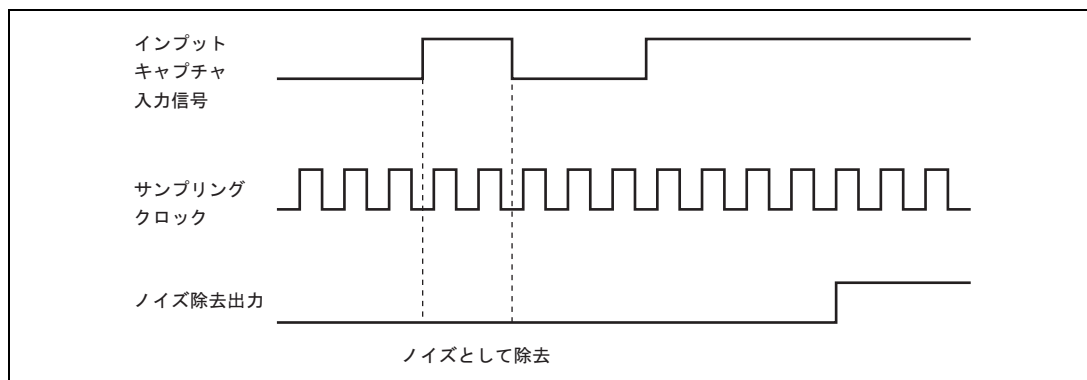 インプット
キャプチャ
入力信号
サンプリング
クロック
ノイズ除去出力
ノイズとして除去